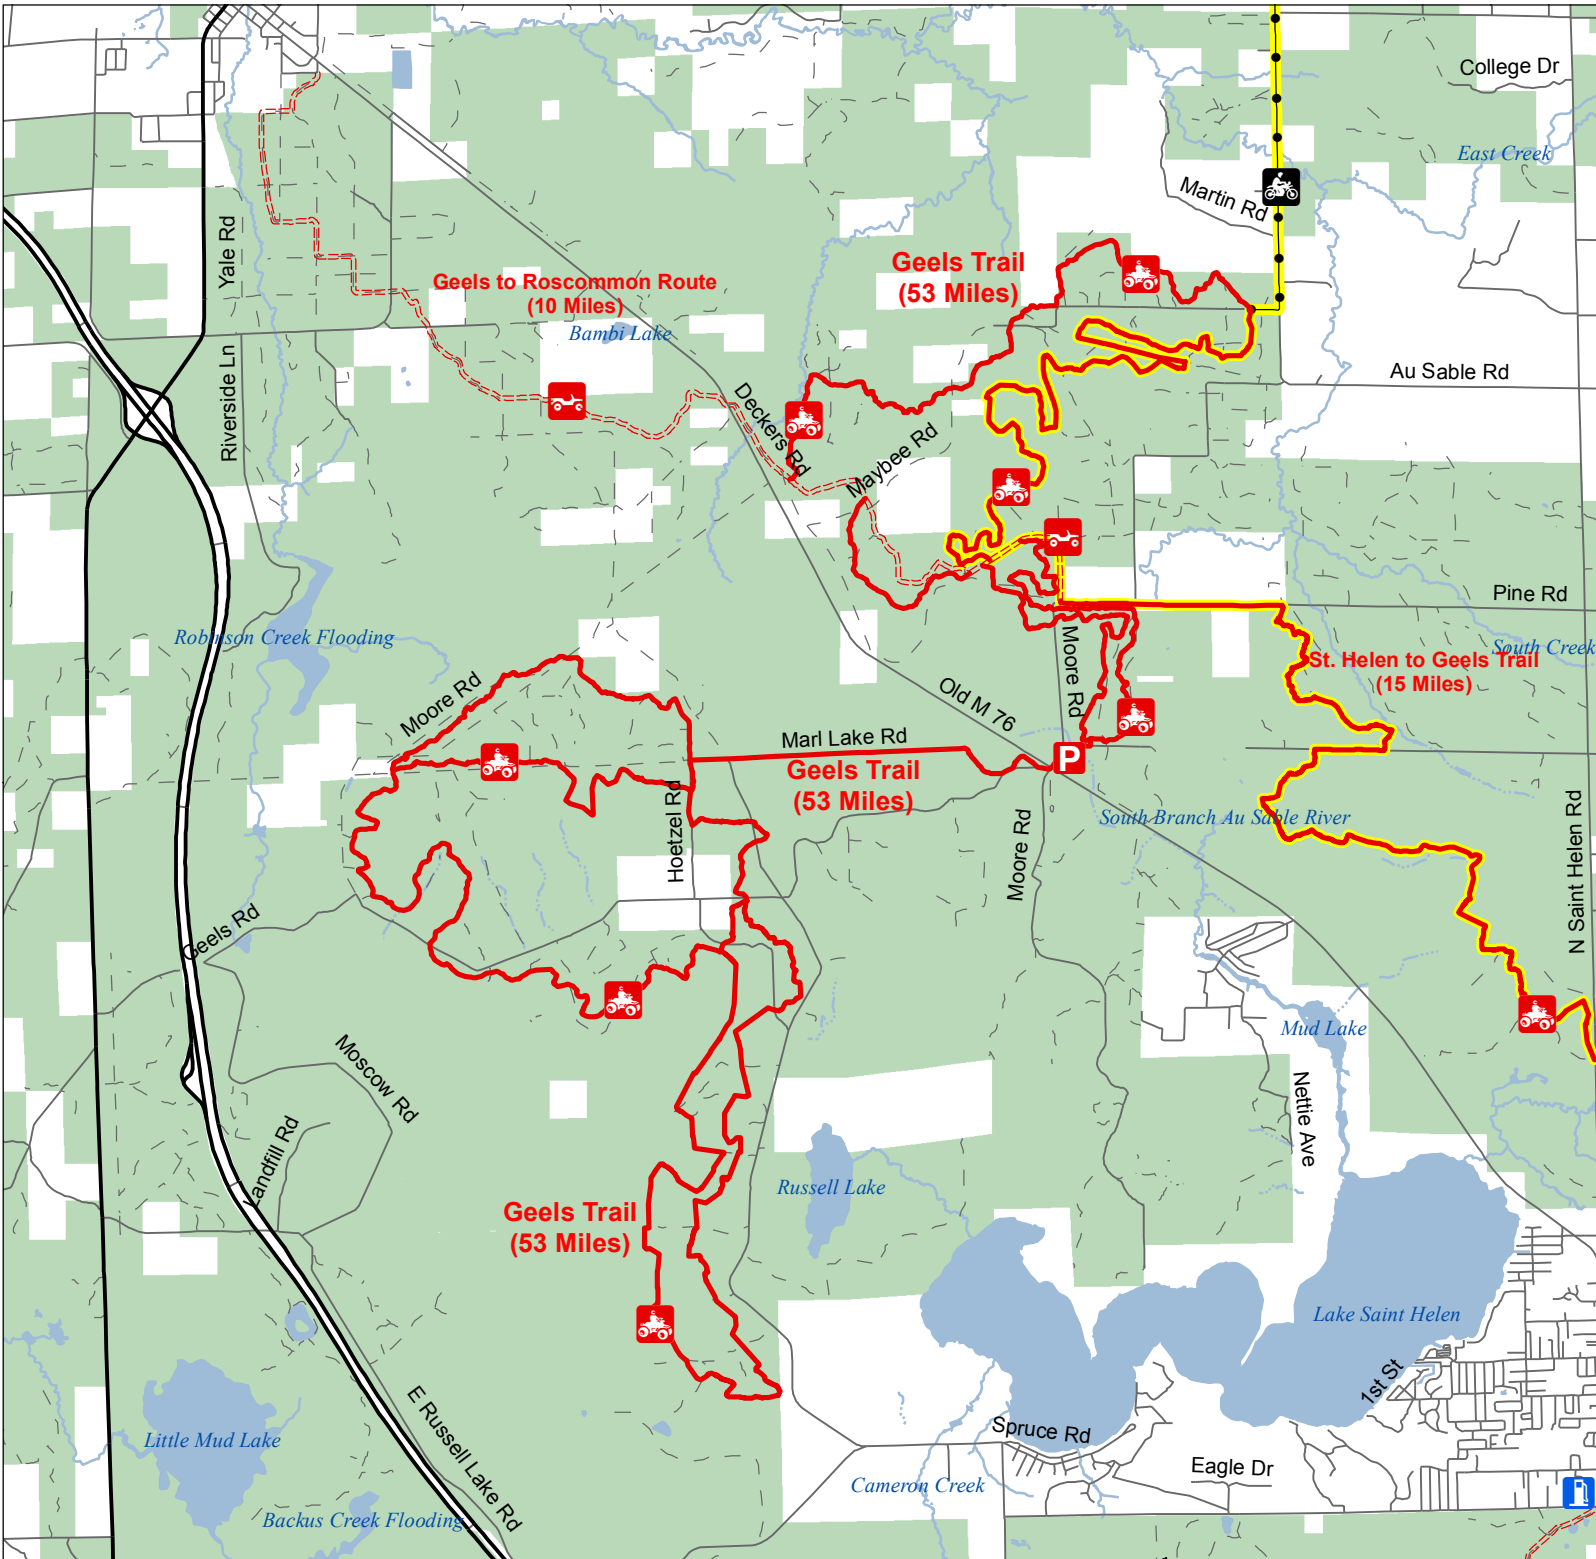 College Dr
East Creek
Martin Rd
Yale Rd
Geels Trail
(53 Miles)
Geels to Roscommon Route
(10 Miles)
Bambi Lake
Riverside Ln
Au Sable Rd
Deckers Rd
Maybee Rd
Pine Rd
Robinson Creek Flooding
South Creek
St. Helen to Geels Trail
(15 Miles)
Moore Rd
Moore Rd
Old M 76
Marl Lake Rd
P
Geels Trail
(53 Miles)
Hoetzel Rd
South Branch Au Sable River
Moore Rd
N Saint Helen Rd
Geels Rd
Mud Lake
Moscow Rd
Nettie Ave
Landfill Rd
Russell Lake
Geels Trail
(53 Miles)
Lake Saint Helen
1st St
E Russell Lake Rd
Spruce Rd
Little Mud Lake
Eagle Dr
Cameron Creek
Backus Creek Flooding